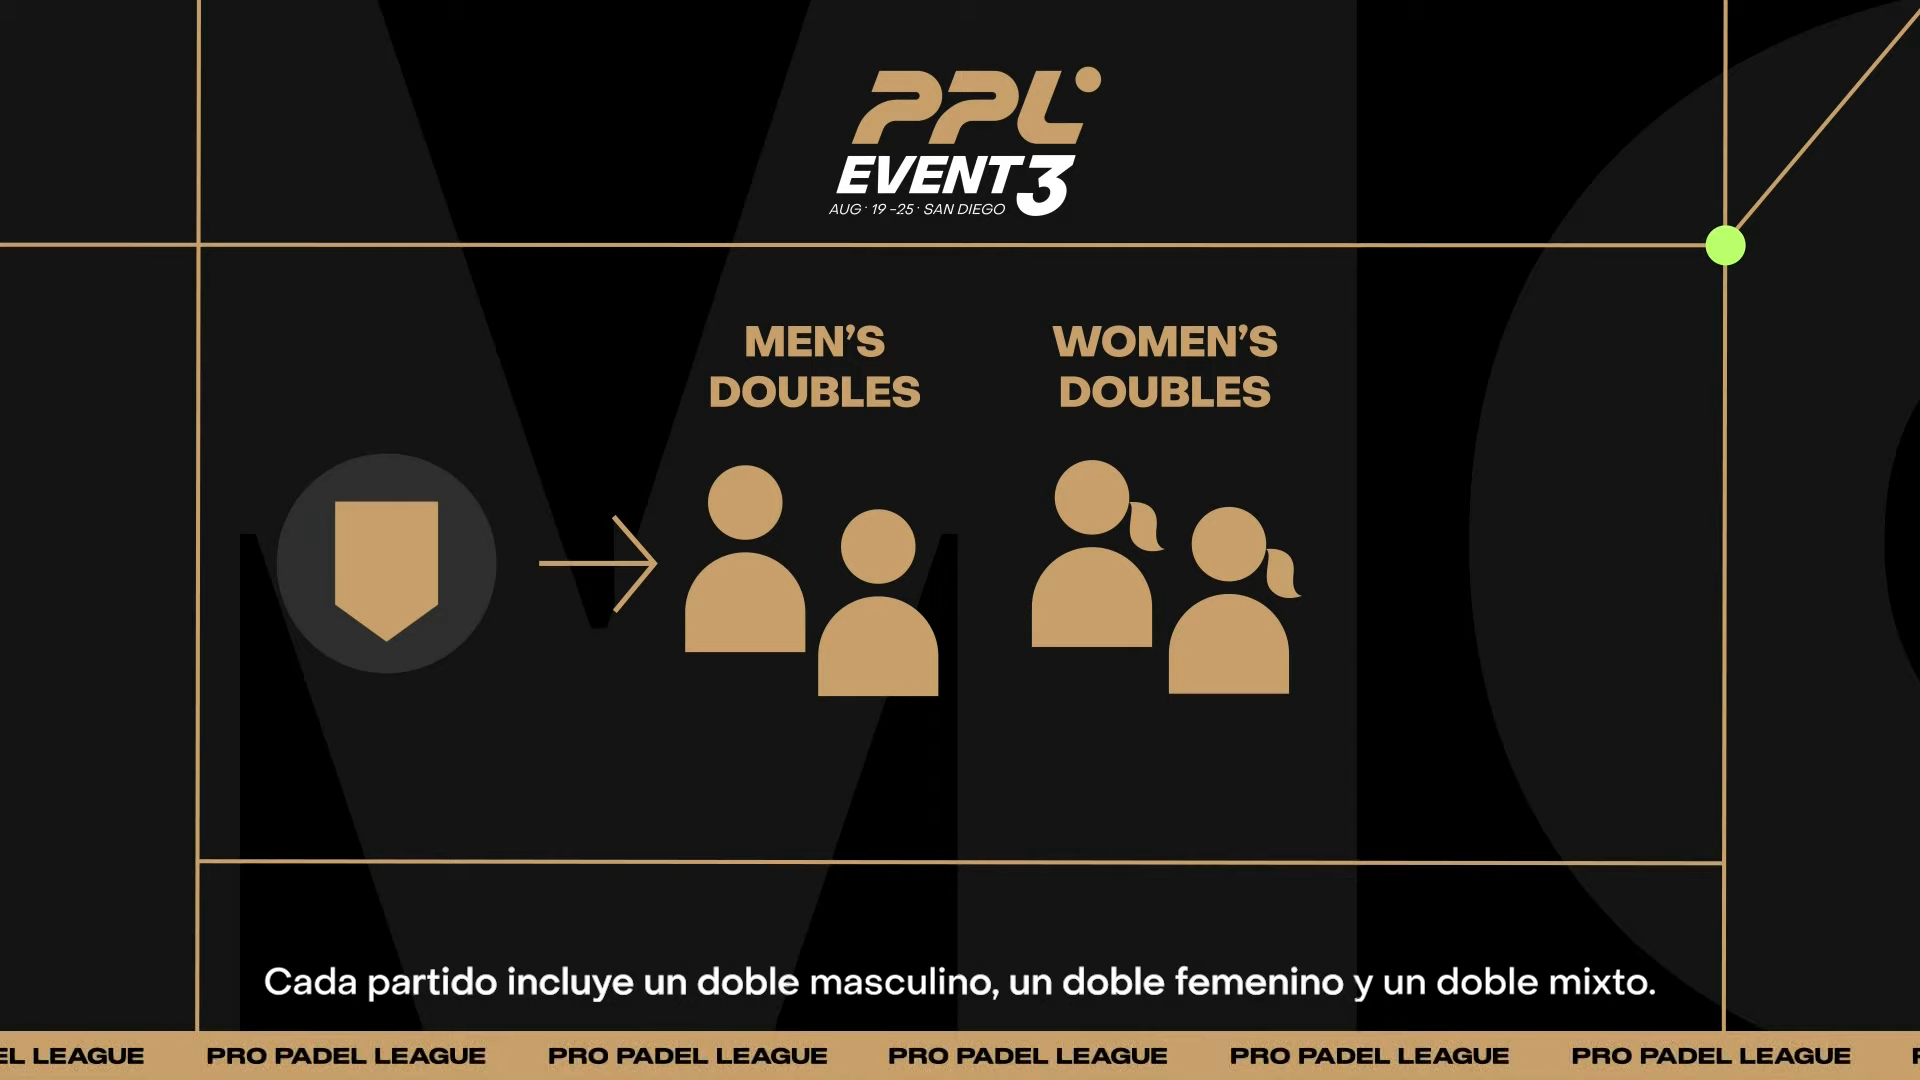 PPL
EVENT 3
AUG · 19 - 25 · SAN DIEGO
MEN'S
DOUBLES
WOMEN'S
DOUBLES
Cada partido incluye un doble masculino, un doble femenino y un doble mixto.
EL LEAGUE PRO PADEL LEAGUE PRO PADEL LEAGUE PRO PADEL LEAGUE PRO PADEL LEAGUE PRO PADEL LEAGUE